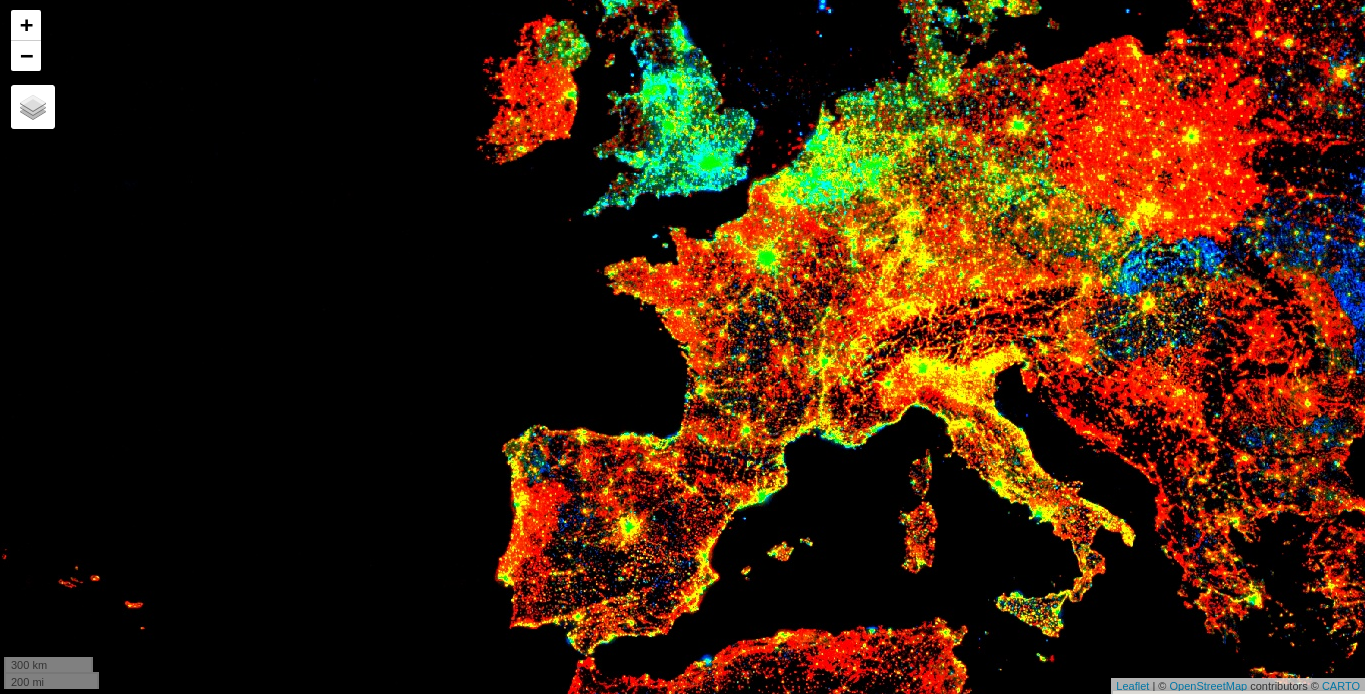 +
−
300 km
200 mi
Leaflet | © OpenStreetMap contributors © CARTO